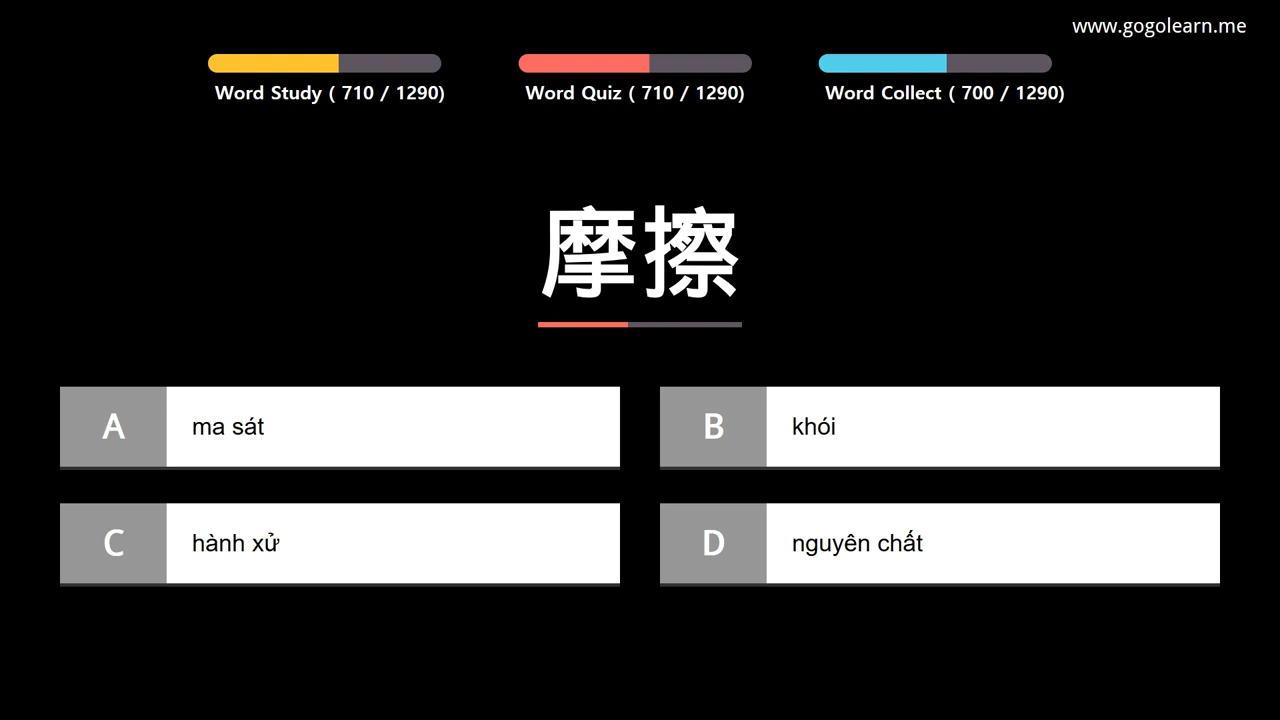 www.gogolearn.me
Word Study ( 710 / 1290)
Word Quiz ( 710 / 1290)
Word Collect ( 700 / 1290)
摩擦
A
ma sát
B
khói
C
hành xử
D
nguyên chất